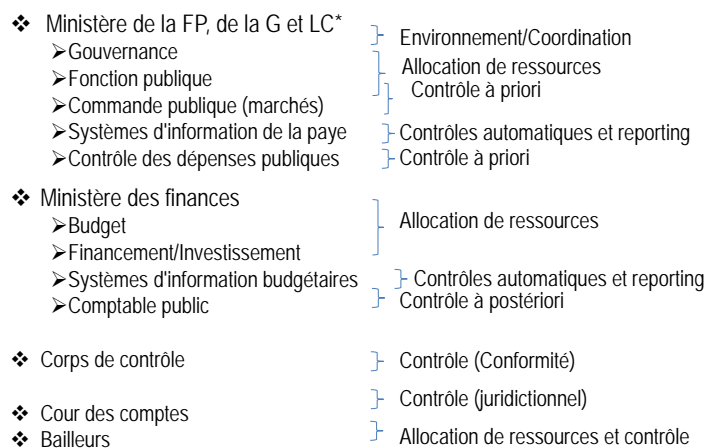 ❖ Ministère de la FP, de la G et LC* Environnement/Coordination
➢Gouvernance Allocation de ressources
➢Fonction publique Contrôle à priori
➢Commande publique (marchés)
➢Systèmes d'information de la paye Contrôles automatiques et reporting
➢Contrôle des dépenses publiques Contrôle à priori
❖ Ministère des finances
➢Budget Allocation de ressources
➢Financement/Investissement
➢Systèmes d'information budgétaires Contrôles automatiques et reporting
➢Comptable public Contrôle à postériori
❖ Corps de contrôle Contrôle (Conformité)
Contrôle (juridictionnel)
❖ Cour des comptes
❖ Bailleurs Allocation de ressources et contrôle